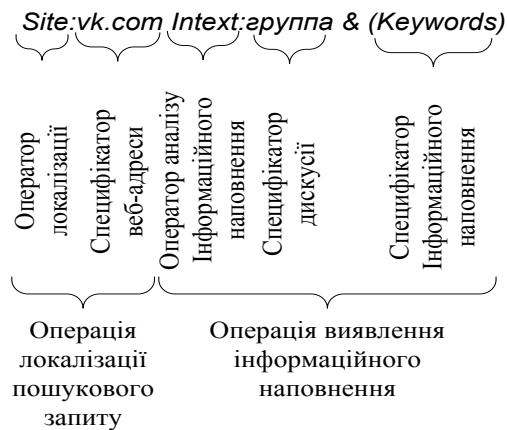 Site:vk.com Intext:группа & (Keywords)
Оператор
локалізації
Специфікатор
веб-адреси
Оператор аналізу
Інформаційного
наповнення
Специфікатор
дискусії
Специфікатор
Інформаційного
наповнення
Операція
локалізації
пошукового
запиту
Операція виявлення
інформаційного
наповнення